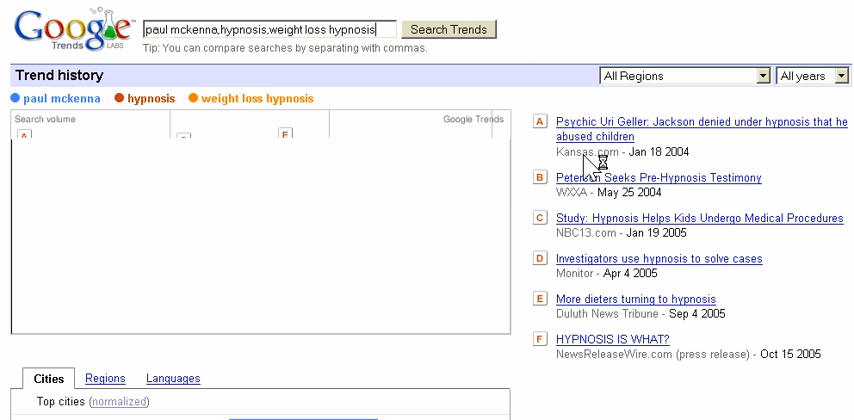 Google
Trends LABS
paul mckenna,hypnosis,weight loss hypnosis
Search Trends
Tip: You can compare searches by separating with commas.
Trend history
All Regions
All years
paul mckenna
hypnosis
weight loss hypnosis
Search volume
Google Trends
A
E
A
Psychic Uri Geller: Jackson denied under hypnosis that he
abused children
Kansas.com - Jan 18 2004
B
Seeks Pre-Hypnosis Testimony
WXXA - May 25 2004
C
Study: Hypnosis Helps Kids Undergo Medical Procedures
NBC13.com - Jan 19 2005
D
Investigators use hypnosis to solve cases
Monitor - Apr 4 2005
E
More dieters turning to hypnosis
Duluth News Tribune - Sep 4 2005
F
HYPNOSIS IS WHAT?
NewsReleaseWire.com (press release) - Oct 15 2005
Cities
Regions
Languages
Top cities (normalized)